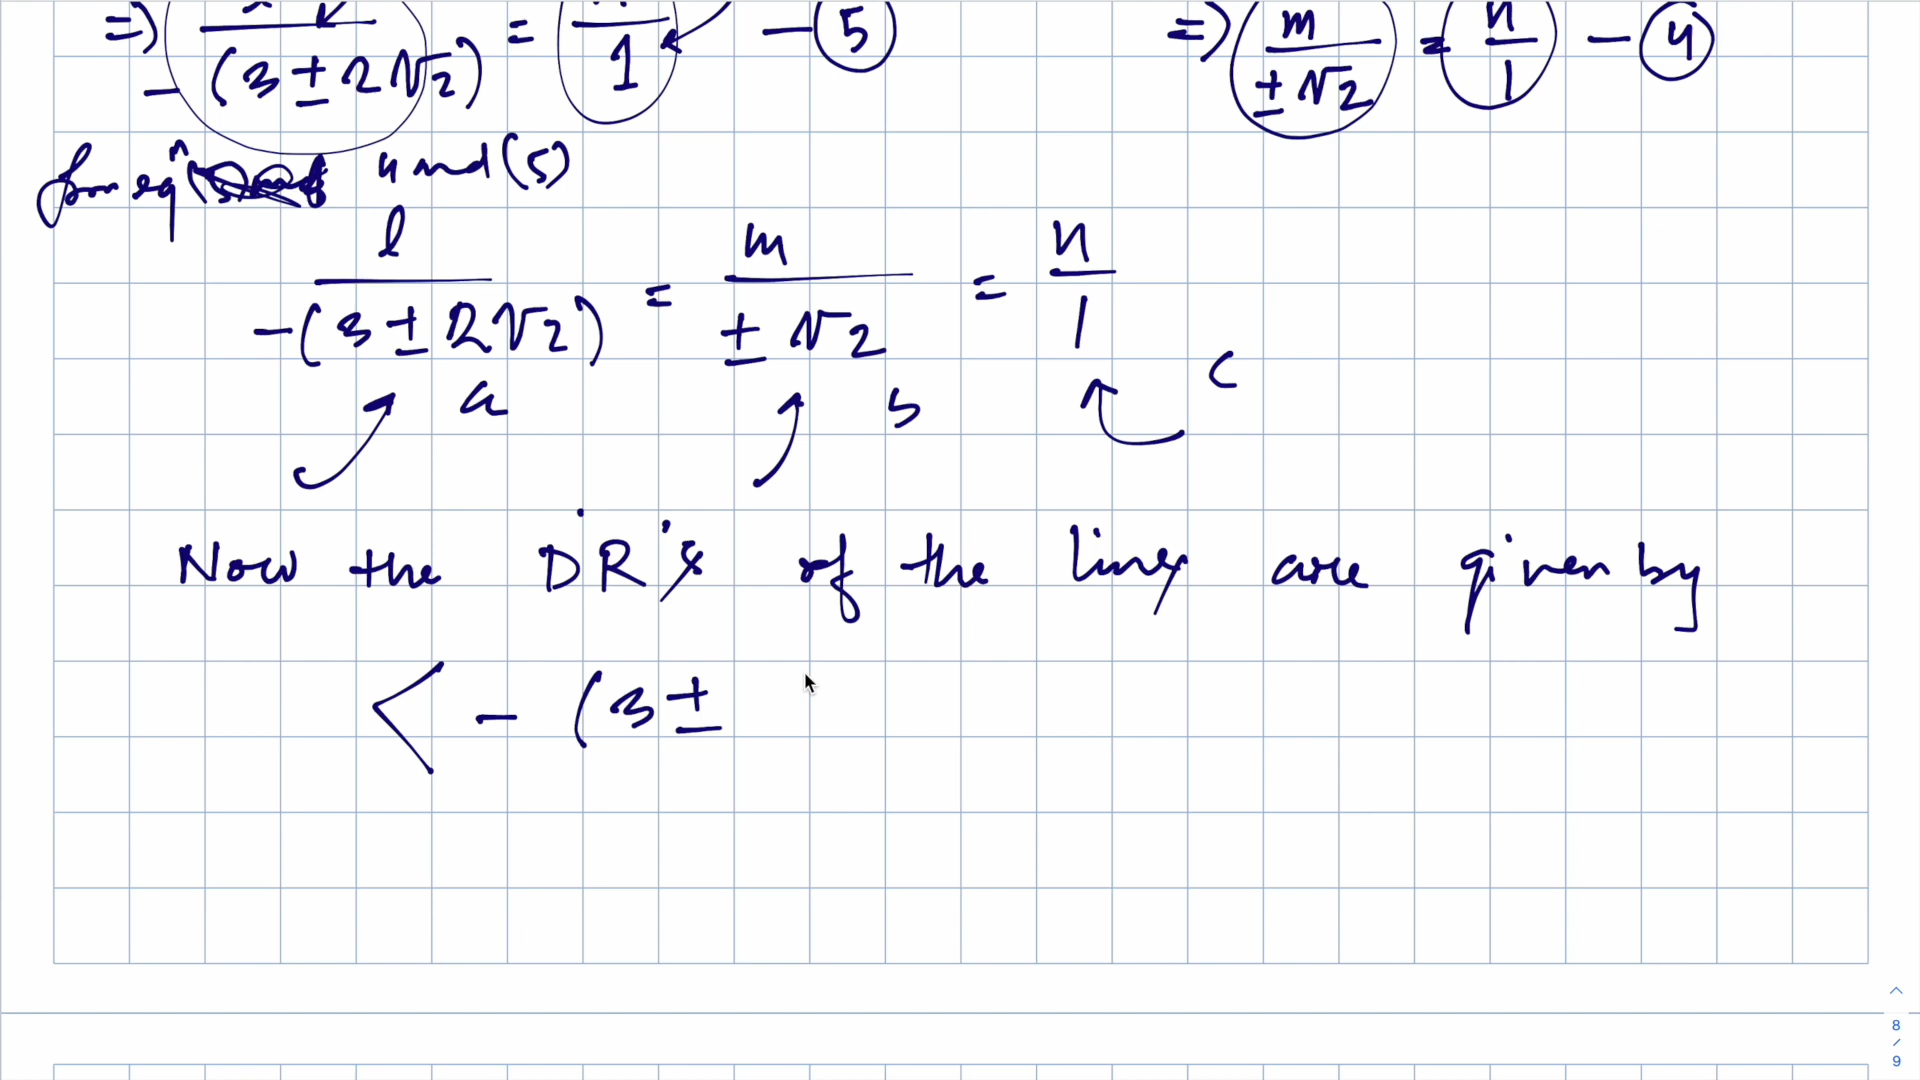 => l/-(3 ± 2√2) = n/1 — (5)
=> m/±√2 = n/1 — (4)
from eqⁿ 4 and (5)
l/-(3 ± 2√2) = m/±√2 = n/1
a b c
Now the DR's of the lines are given by
< - (3 ±
8
/
9